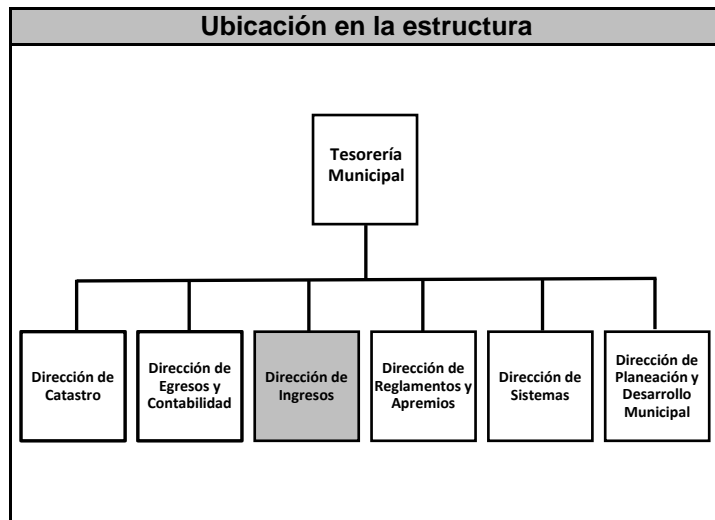 Ubicación en la estructura
Tesorería
Municipal
Dirección de
Catastro
Dirección de
Egresos y
Contabilidad
Dirección de
Ingresos
Dirección de
Reglamentos y
Apremios
Dirección de
Sistemas
Dirección de
Planeación y
Desarrollo
Municipal